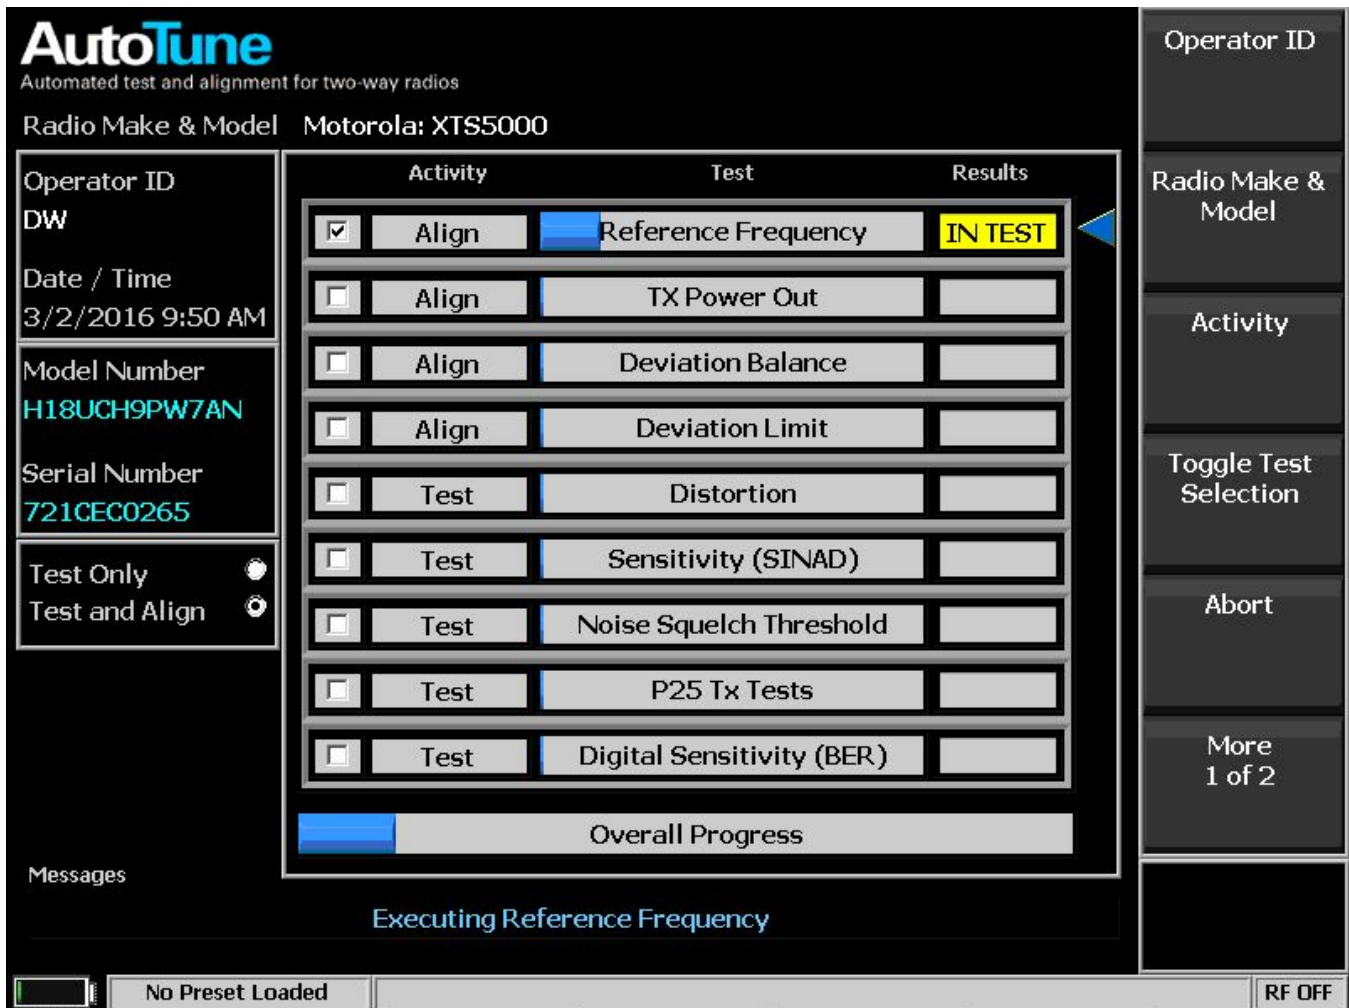 AutoTune
Automated test and alignment for two-way radios
Radio Make & Model Motorola: XTS5000
Operator ID
DW
Date / Time
3/2/2016 9:50 AM
Model Number
H18UCH9PW7AN
Serial Number
721CEC0265
Test Only
Test and Align
Activity Test Results
Align Reference Frequency IN TEST
Align TX Power Out
Align Deviation Balance
Align Deviation Limit
Test Distortion
Test Sensitivity (SINAD)
Test Noise Squelch Threshold
Test P25 Tx Tests
Test Digital Sensitivity (BER)
Overall Progress
Messages
Executing Reference Frequency
No Preset Loaded
RF OFF
Operator ID
Radio Make &
Model
Activity
Toggle Test
Selection
Abort
More
1 of 2